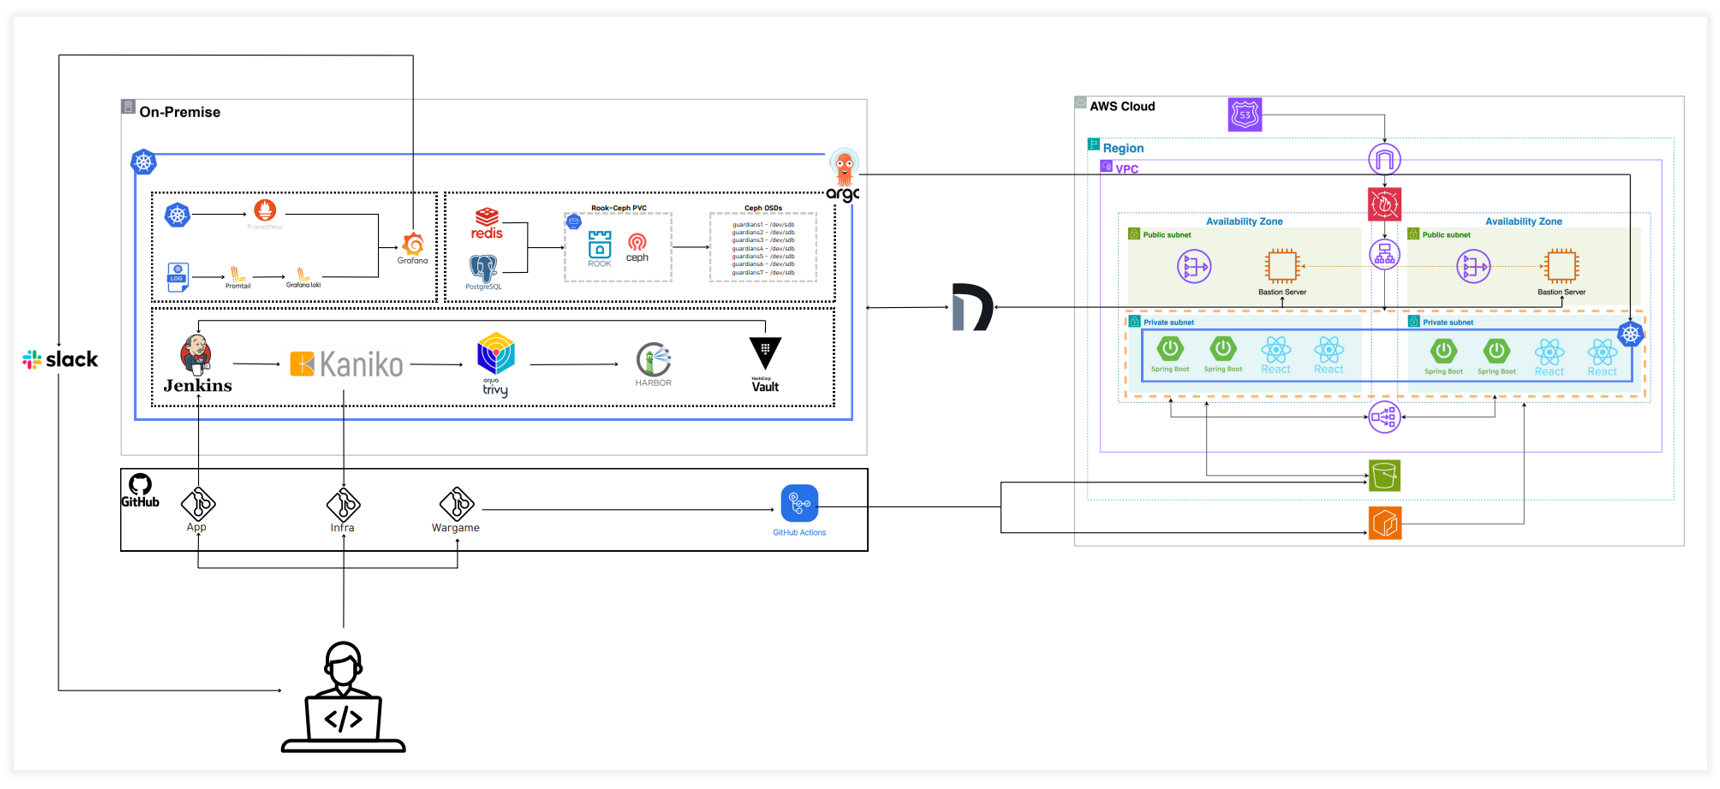 On-Premise
argo
Prometheus
Grafana
LOG
Promtail
Grafana loki
redis
PostgreSQL
Rook-Ceph PVC
ROOK
ceph
Ceph OSDs
guardians1 - /dev/sdb
guardians2 - /dev/sdb
guardians3 - /dev/sdb
guardians4 - /dev/sdb
guardians5 - /dev/sdb
guardians6 - /dev/sdb
guardians7 - /dev/sdb
slack
Jenkins
Kaniko
aqua
trivy
HARBOR
HashiCorp
Vault
GitHub
App
Infra
Wargame
GitHub Actions
</>
AWS Cloud
53
Region
VPC
Availability Zone
Availability Zone
Public subnet
Public subnet
Bastion Server
Bastion Server
Private subnet
Private subnet
Spring Boot
Spring Boot
React
React
Spring Boot
Spring Boot
React
React